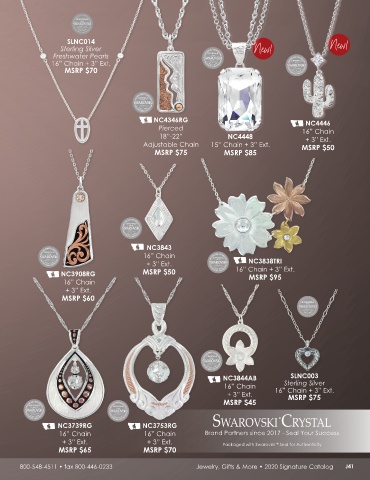 SLNC014
Sterling Silver
Freshwater Pearls
16" Chain + 3" Ext.
MSRP $70
NC4346RG
Pierced
18"-22"
Adjustable Chain
MSRP $75
New!
NC4448
15" Chain + 3" Ext.
MSRP $85
New!
NC4446
16" Chain
+ 3" Ext.
MSRP $50
NC3908RG
16" Chain
+ 3" Ext.
MSRP $60
NC3843
16" Chain
+ 3" Ext.
MSRP $50
NC3838TRI
16" Chain + 3" Ext.
MSRP $95
NC3739RG
16" Chain
+ 3" Ext.
MSRP $65
NC3753RG
16" Chain
+ 3" Ext.
MSRP $70
NC3844AB
16" Chain
+ 3" Ext.
MSRP $45
SLNC003
Sterling Silver
16" Chain + 3" Ext.
MSRP $75
SWAROVSKI CRYSTAL
Brand Partners since 2017 - Seal Your Success
Packaged with Swarovski® Seal for Authenticity
800-548-4511 • fax 800-446-0233
Jewelry, Gifts & More • 2020 Signature Catalog J41